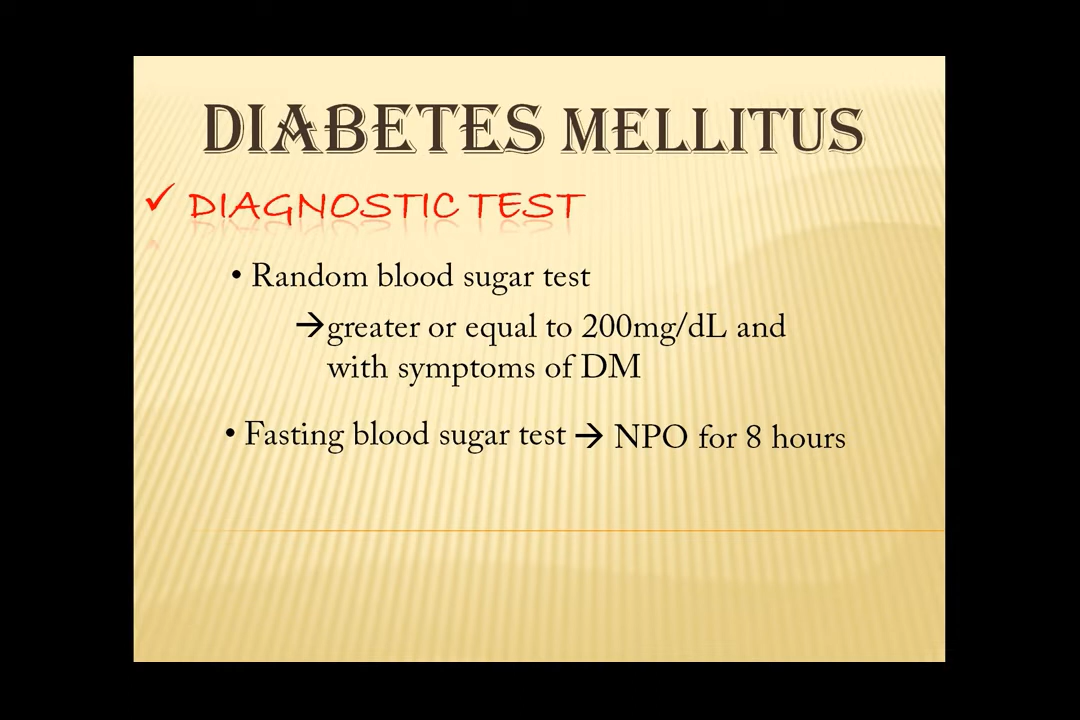 DIABETES MELLITUS
✓ DIAGNOSTIC TEST
• Random blood sugar test
→greater or equal to 200mg/dL and
with symptoms of DM
• Fasting blood sugar test → NPO for 8 hours